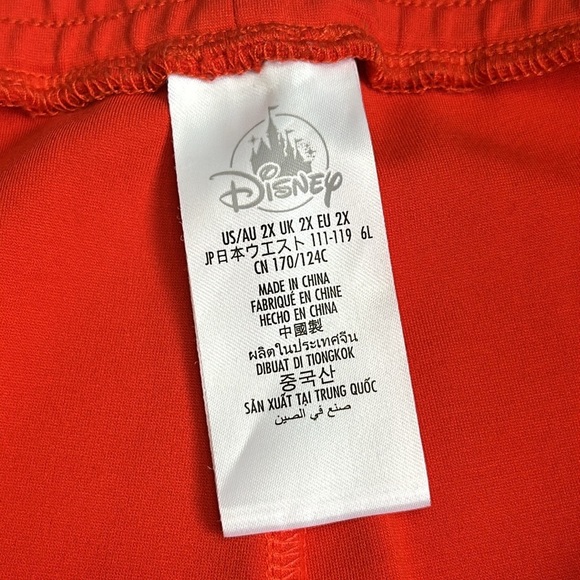 Disney
US/AU 2X UK 2X EU 2X
JP日本ウエスト 111-119 6L
CN 170/124C
MADE IN CHINA
FABRIQUÉ EN CHINE
HECHO EN CHINA
中國製
ผลิตในประเทศจีน
DIBUAT DI TIONGKOK
중국산
SẢN XUẤT TẠI TRUNG QUỐC
صنع في الصين